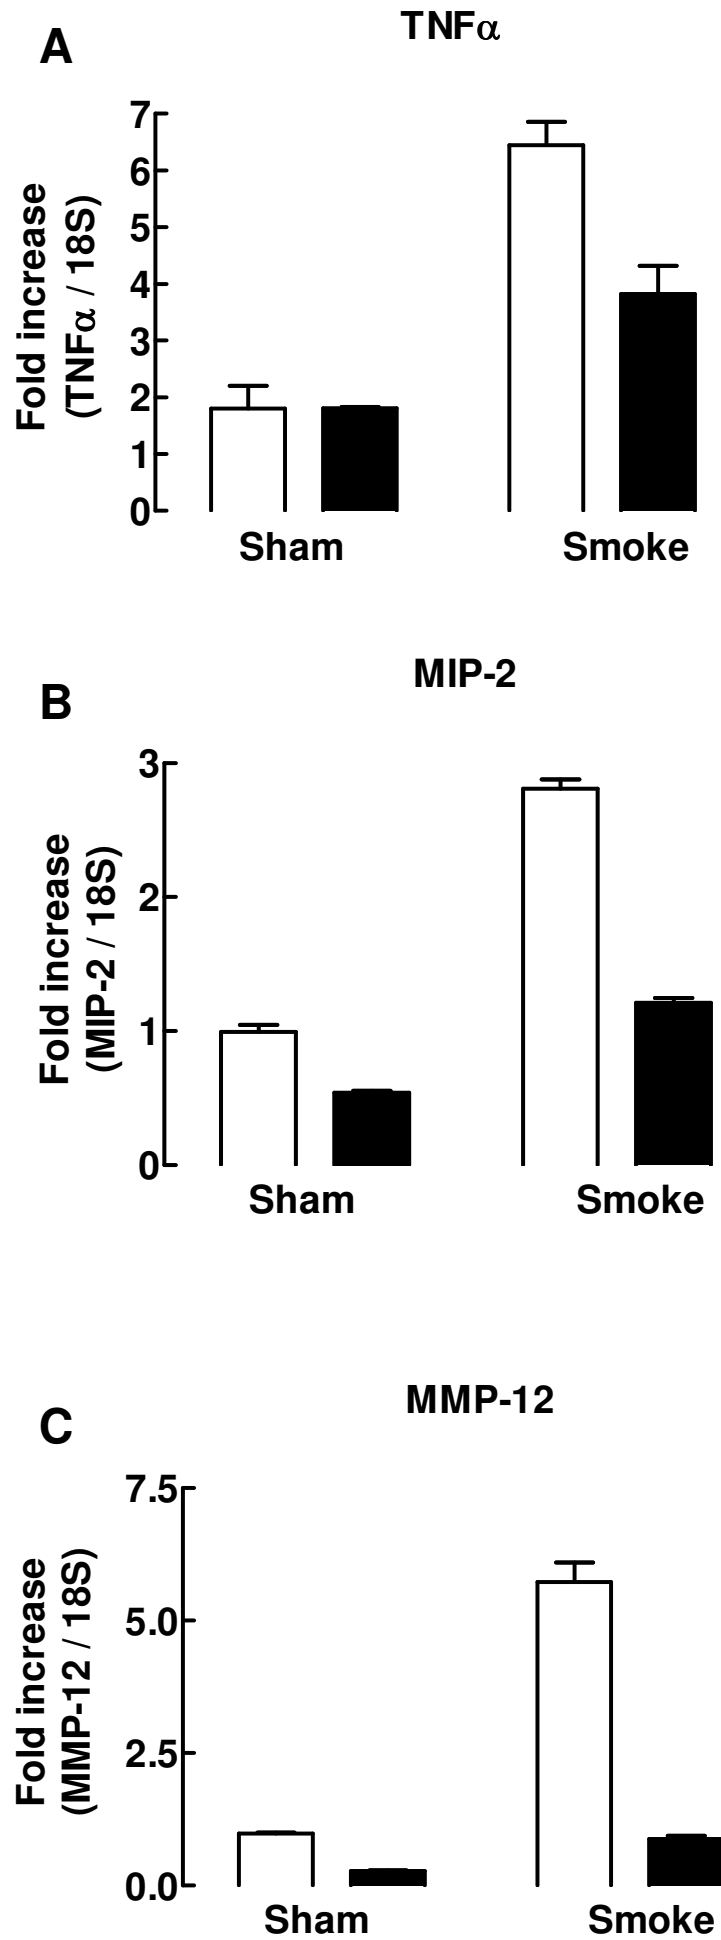 A
TNFα
Fold increase
(TNFα / 18S)
7
6
5
4
3
2
1
0
Sham
Smoke
B
MIP-2
Fold increase
(MIP-2 / 18S)
3
2
1
0
Sham
Smoke
C
MMP-12
Fold increase
(MMP-12 / 18S)
7.5
5.0
2.5
0.0
Sham
Smoke